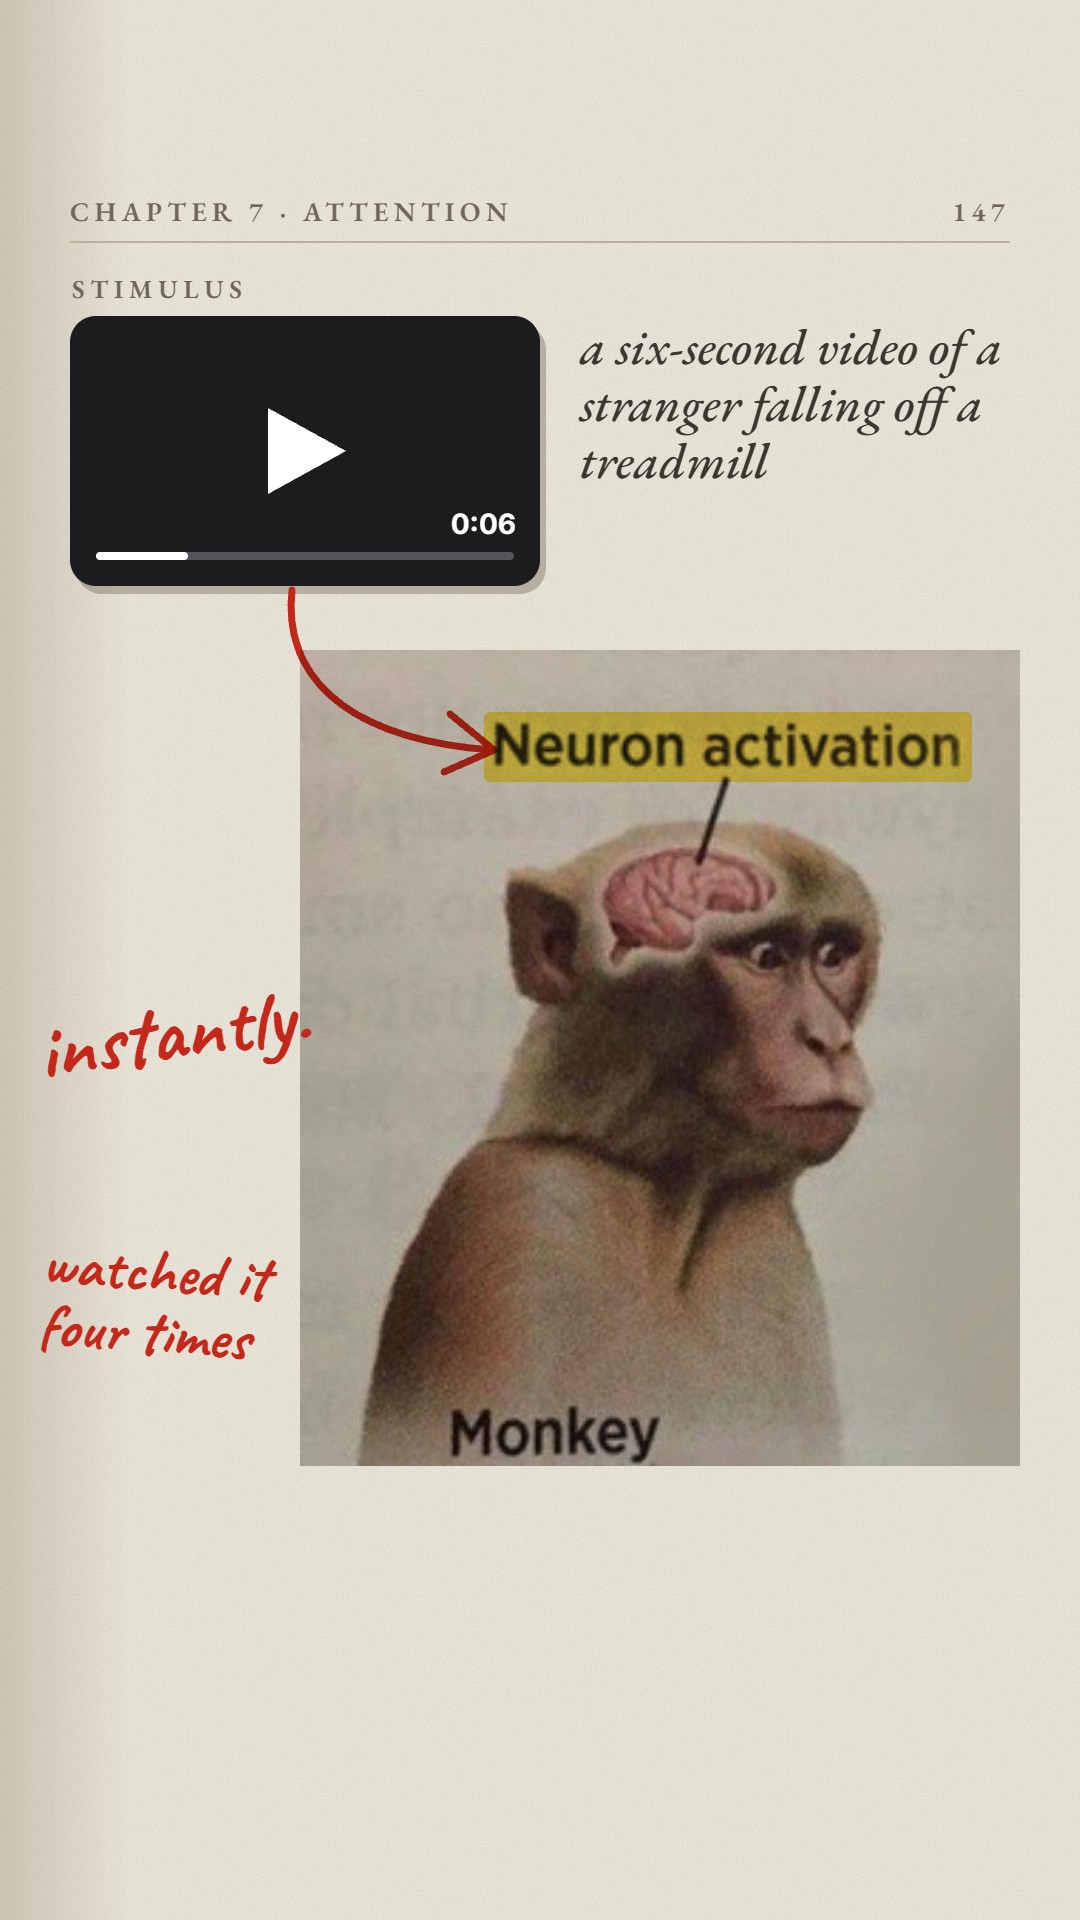 CHAPTER 7 · ATTENTION
147
STIMULUS
a six-second video of a
stranger falling off a
treadmill
0:06
Neuron activation
instantly.
watched it
four times
Monkey